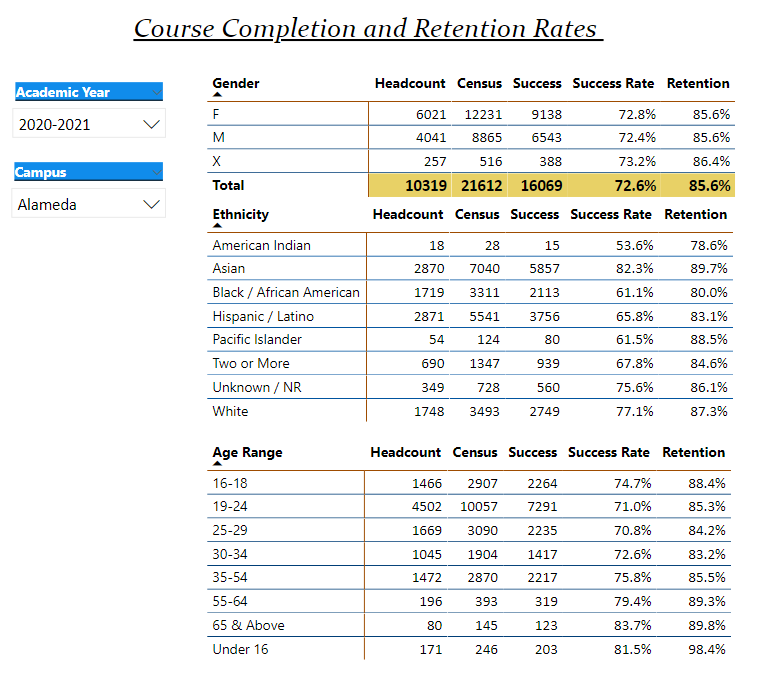 Course Completion and Retention Rates
Academic Year
2020-2021
Campus
Alameda
Gender Headcount Census Success Success Rate Retention
F 6021 12231 9138 72.8% 85.6%
M 4041 8865 6543 72.4% 85.6%
X 257 516 388 73.2% 86.4%
Total 10319 21612 16069 72.6% 85.6%
Ethnicity Headcount Census Success Success Rate Retention
American Indian 18 28 15 53.6% 78.6%
Asian 2870 7040 5857 82.3% 89.7%
Black / African American 1719 3311 2113 61.1% 80.0%
Hispanic / Latino 2871 5541 3756 65.8% 83.1%
Pacific Islander 54 124 80 61.5% 88.5%
Two or More 690 1347 939 67.8% 84.6%
Unknown / NR 349 728 560 75.6% 86.1%
White 1748 3493 2749 77.1% 87.3%
Age Range Headcount Census Success Success Rate Retention
16-18 1466 2907 2264 74.7% 88.4%
19-24 4502 10057 7291 71.0% 85.3%
25-29 1669 3090 2235 70.8% 84.2%
30-34 1045 1904 1417 72.6% 83.2%
35-54 1472 2870 2217 75.8% 85.5%
55-64 196 393 319 79.4% 89.3%
65 & Above 80 145 123 83.7% 89.8%
Under 16 171 246 203 81.5% 98.4%